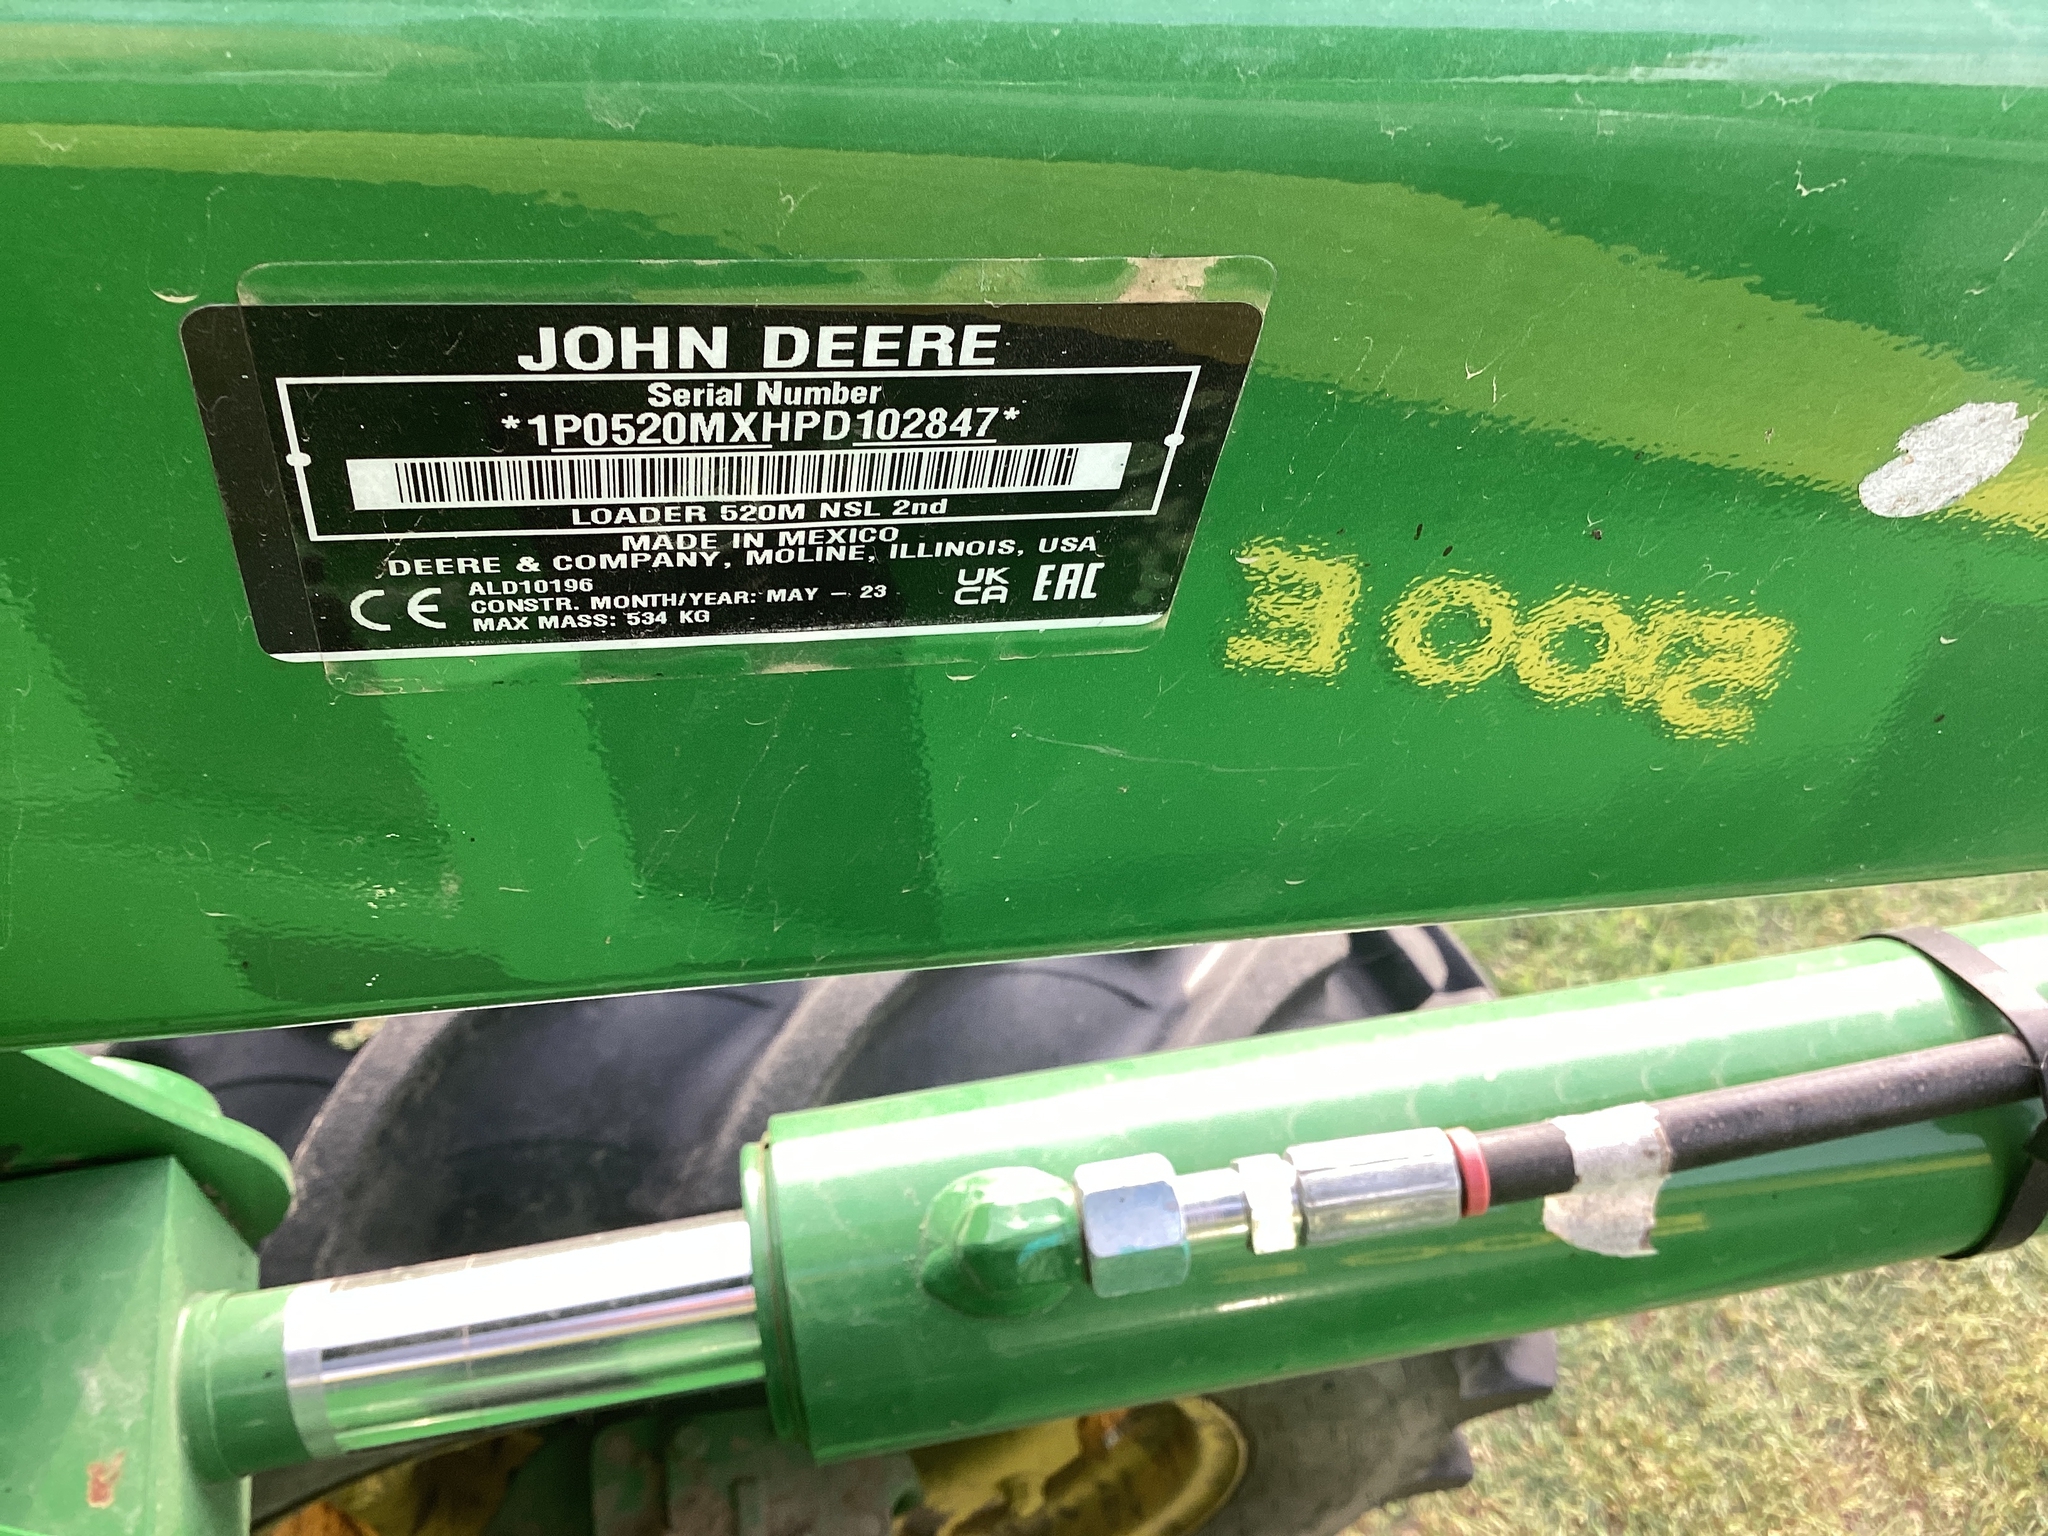 JOHN DEERE
Serial Number
*1P0520MXHPD102847*
LOADER 520M NSL 2nd
MADE IN MEXICO
DEERE & COMPANY, MOLINE, ILLINOIS, USA
CE
ALD10196
CONSTR. MONTH/YEAR: MAY - 23
MAX MASS: 534 KG
UK
CA
EAC
3005